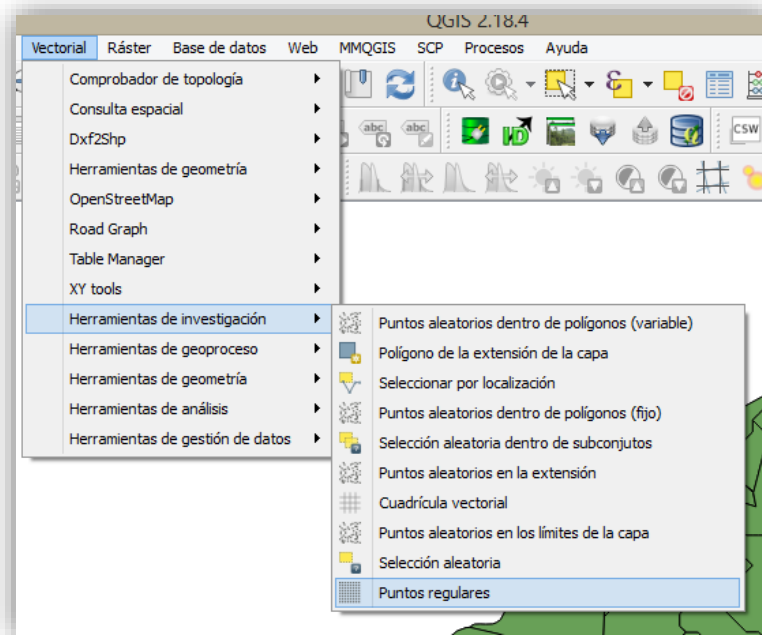 QGIS 2.18.4
Vectorial Ráster Base de datos Web MMQGIS SCP Procesos Ayuda
Comprobador de topología
Consulta espacial
Dxf2Shp
Herramientas de geometría
OpenStreetMap
Road Graph
Table Manager
XY tools
Herramientas de investigación
Herramientas de geoproceso
Herramientas de geometría
Herramientas de análisis
Herramientas de gestión de datos
Puntos aleatorios dentro de polígonos (variable)
Polígono de la extensión de la capa
Seleccionar por localización
Puntos aleatorios dentro de polígonos (fijo)
Selección aleatoria dentro de subconjutos
Puntos aleatorios en la extensión
Cuadrícula vectorial
Puntos aleatorios en los límites de la capa
Selección aleatoria
Puntos regulares
abc abc CSW